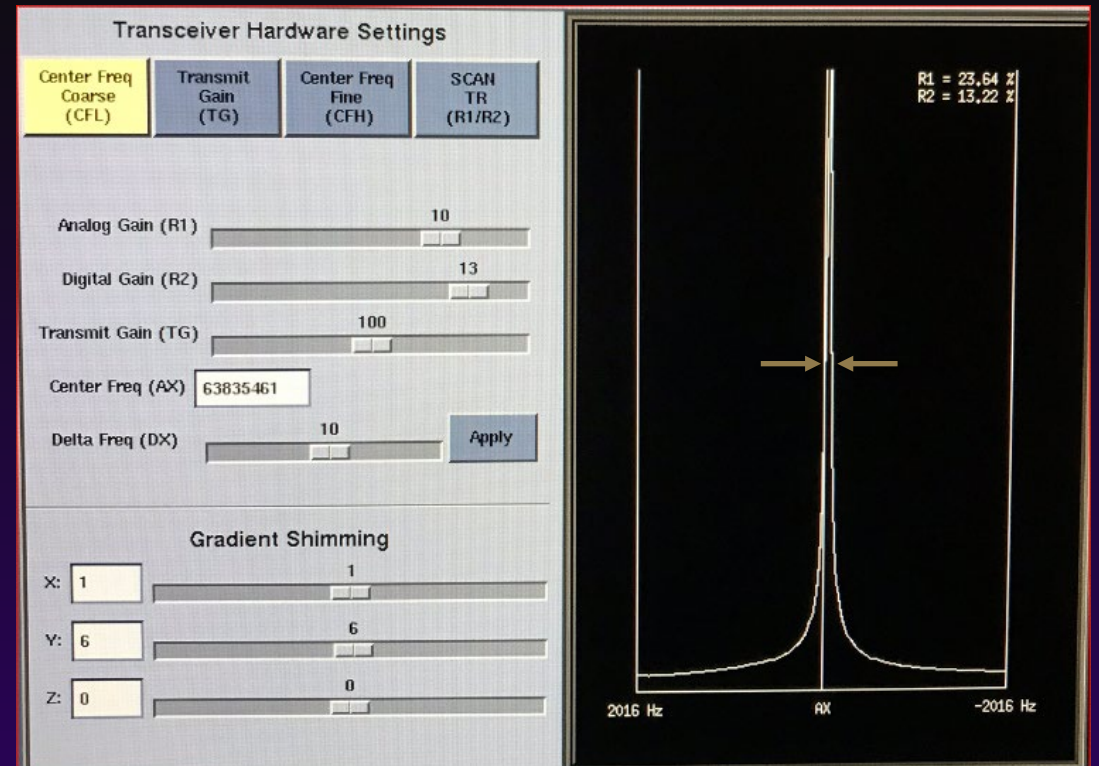 Transceiver Hardware Settings
Center Freq
Coarse
(CFL)
Transmit
Gain
(TG)
Center Freq
Fine
(CFH)
SCAN
TR
(R1/R2)
Analog Gain (R1)
10
Digital Gain (R2)
13
Transmit Gain (TG)
100
Center Freq (AX)
63835461
Delta Freq (DX)
10
Apply
Gradient Shimming
X:
1
1
Y:
6
6
Z:
0
0
R1 = 23.64 %
R2 = 13.22 %
2016 Hz
AX
-2016 Hz